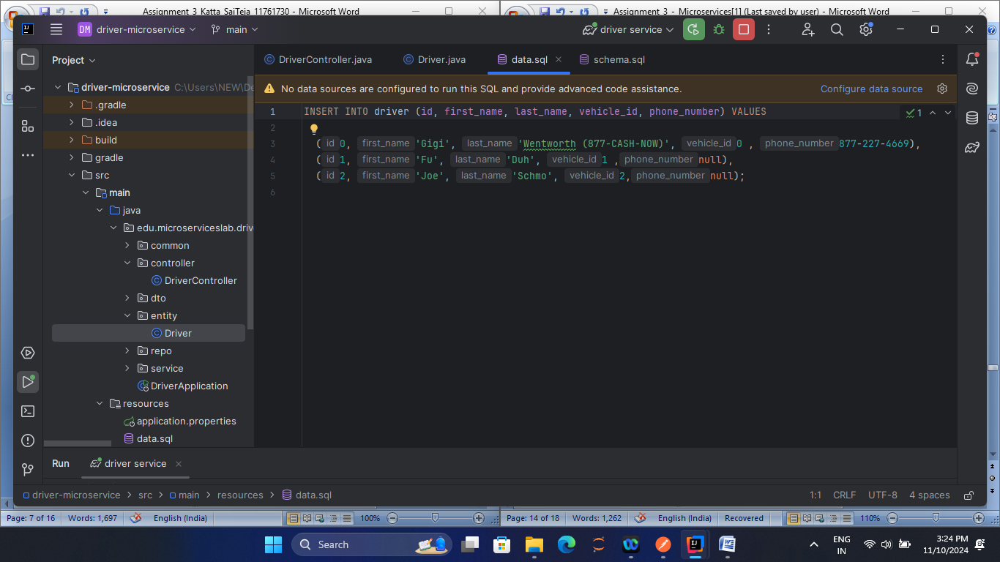 Assignment_3_Katta_SaiTeja_11761730 - Microsoft Word
Assignment_3_-_Microservices[1] (Last saved by user) - Microsoft Word
DM driver-microservice main driver service
Project
driver-microservice C:\Users\NEW\De
.gradle
.idea
build
gradle
src
main
java
edu.microserviceslab.driv
common
controller
DriverController
dto
entity
Driver
repo
service
DriverApplication
resources
application.properties
data.sql
DriverController.java Driver.java data.sql schema.sql
No data sources are configured to run this SQL and provide advanced code assistance. Configure data source
1 INSERT INTO driver (id, first_name, last_name, vehicle_id, phone_number) VALUES 1
2
3 ( id 0, first_name 'Gigi', last_name 'Wentworth (877-CASH-NOW)', vehicle_id 0 , phone_number 877-227-4669),
4 ( id 1, first_name 'Fu', last_name 'Duh', vehicle_id 1 , phone_number null),
5 ( id 2, first_name 'Joe', last_name 'Schmo', vehicle_id 2, phone_number null);
6
Run driver service
driver-microservice > src > main > resources > data.sql 1:1 CRLF UTF-8 4 spaces
Page: 7 of 16 Words: 1,697 English (India) 100%
Page: 14 of 18 Words: 1,262 English (India) Recovered 110%
Search
ENG
IN
3:24 PM
11/10/2024